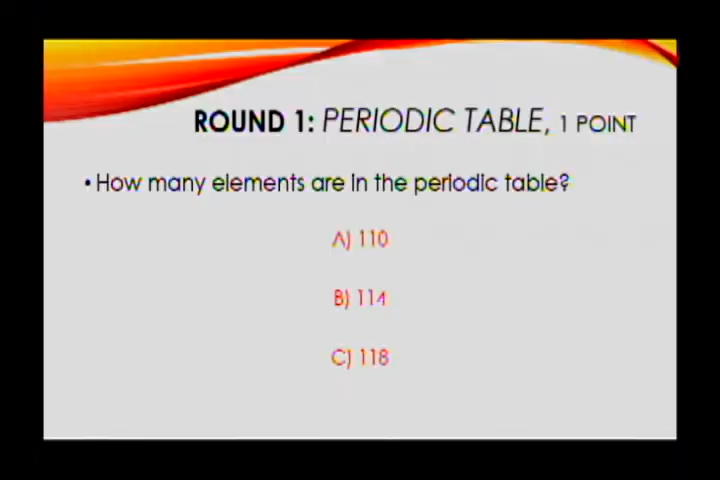 ROUND 1: PERIODIC TABLE, 1 POINT
• How many elements are in the periodic table?
A) 110
B) 114
C) 118